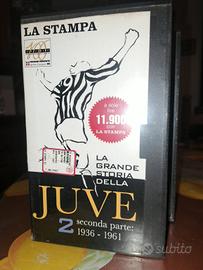 LA STAMPA
100
a sole
lire
11.900
con
LA STAMPA
LA GRANDE
STORIA
DELLA
JUVE
2 seconda parte:
1936 - 1961
subito